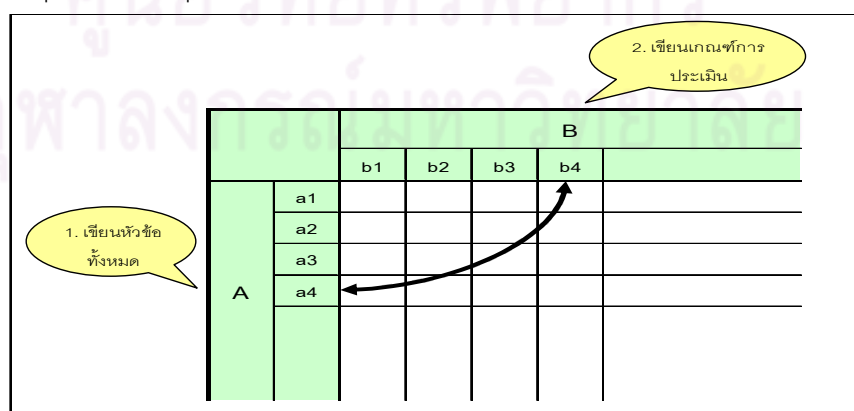 2. เขียนเกณฑ์การ
ประเมิน
B
b1 b2 b3 b4
a1
a2
1. เขียนหัวข้อ
ทั้งหมด
a3
A a4